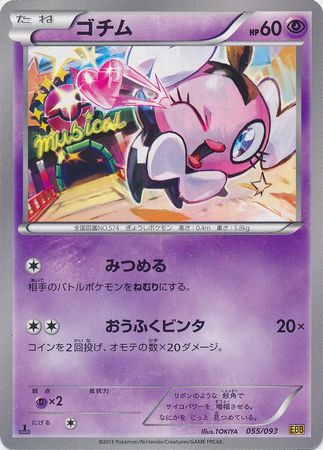 たね
ゴチム
HP60
musical
全国図鑑NO.574 ぎょうしポケモン 高さ:0.4m 重さ:5.8kg
みつめる
相手のバトルポケモンをねむりにする。
おうふくビンタ 20×
コインを2回投げ、オモテの数×20ダメージ。
弱点 抵抗力
×2
にげる
リボンのような触角で
サイコパワーを増幅させる。
なにかを じっと 見つめている。
1 Illus.TOKIYA 055/093 EBB
©2013 Pokémon/Nintendo/Creatures/GAME FREAK.